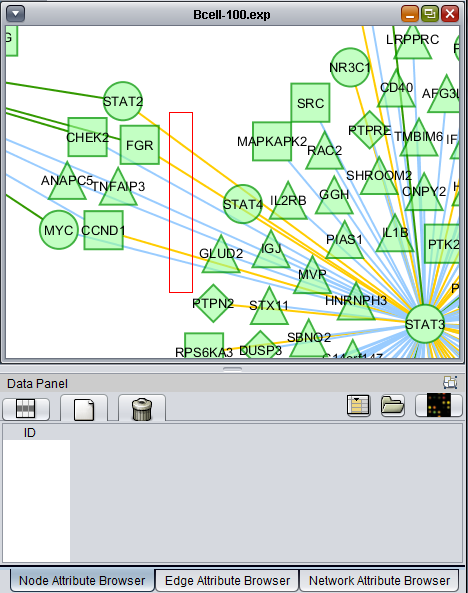 Bcell-100.exp
G
LRPRRC
NR3C1
CD40
AFG3L
STAT2
SRC
PTPRE
TMBIM6
IF
CHEK2
FGR
MAPKAPK2
RAC2
ANAPC5
TNFAIP3
SHROOM2
CNPY2
STAT4
IL2RB
GGH
MYC
CCND1
PIAS1
IL1B
PTK2
GLUD2
IGJ
MVP
HNRNPH3
PTPN2
STX11
STAT3
SBNO2
RPS6KA3
DUSP3
C14orf147
Data Panel
ID
Node Attribute Browser
Edge Attribute Browser
Network Attribute Browser